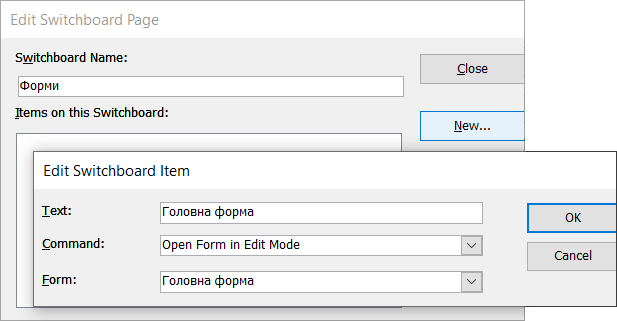 Edit Switchboard Page
Switchboard Name:
Форми
Close
Items on this Switchboard:
New...
Edit Switchboard Item
Text:
Головна форма
OK
Command:
Open Form in Edit Mode
Cancel
Form:
Головна форма